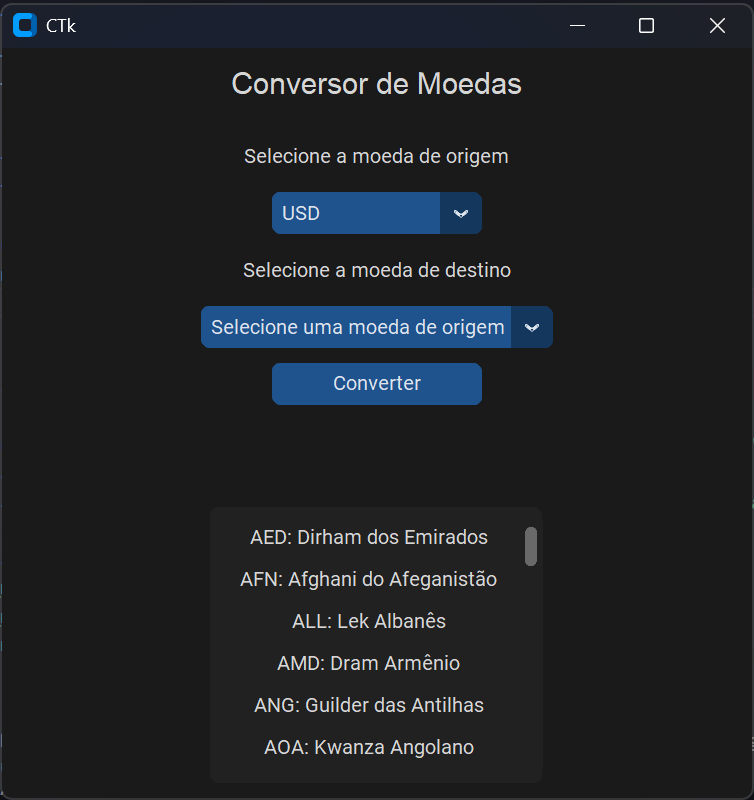 CTk
Conversor de Moedas
Selecione a moeda de origem
USD
Selecione a moeda de destino
Selecione uma moeda de origem
Converter
AED: Dirham dos Emirados
AFN: Afghani do Afeganistão
ALL: Lek Albanês
AMD: Dram Armênio
ANG: Guilder das Antilhas
AOA: Kwanza Angolano